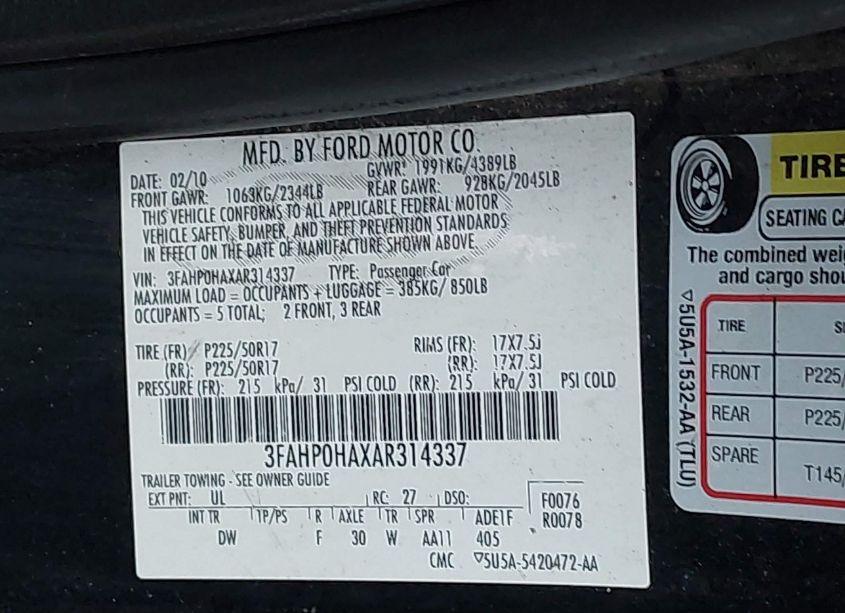 MFD. BY FORD MOTOR CO.
DATE: 02/10 GVWR: 1991KG/4389LB
FRONT GAWR: 1063KG/2344LB REAR GAWR: 928KG/2045LB
THIS VEHICLE CONFORMS TO ALL APPLICABLE FEDERAL MOTOR
VEHICLE SAFETY, BUMPER, AND THEFT PREVENTION STANDARDS
IN EFFECT ON THE DATE OF MANUFACTURE SHOWN ABOVE.
VIN: 3FAHP0HAXAR314337 TYPE: Passenger Car
MAXIMUM LOAD = OCCUPANTS + LUGGAGE = 385KG/ 850LB
OCCUPANTS = 5 TOTAL; 2 FRONT, 3 REAR
TIRE (FR): P225/50R17 RIMS (FR): 17X7.5J
(RR): P225/50R17 (RR): 17X7.5J
PRESSURE (FR): 215 kPa/ 31 PSI COLD (RR): 215 kPa/ 31 PSI COLD
3FAHP0HAXAR314337
TRAILER TOWING - SEE OWNER GUIDE
EXT PNT: UL RC: 27 DSO: F0076
INT TR TP/PS R AXLE TR SPR ADE1F R0078
DW F 30 W AA11 405
CMC ▽5U5A-5420472-AA
TIRE
SEATING CA
The combined weig
and cargo shou
TIRE SI
FRONT P225/
REAR P225/
SPARE T145/
▽5U5A-1532-AA (TLU)